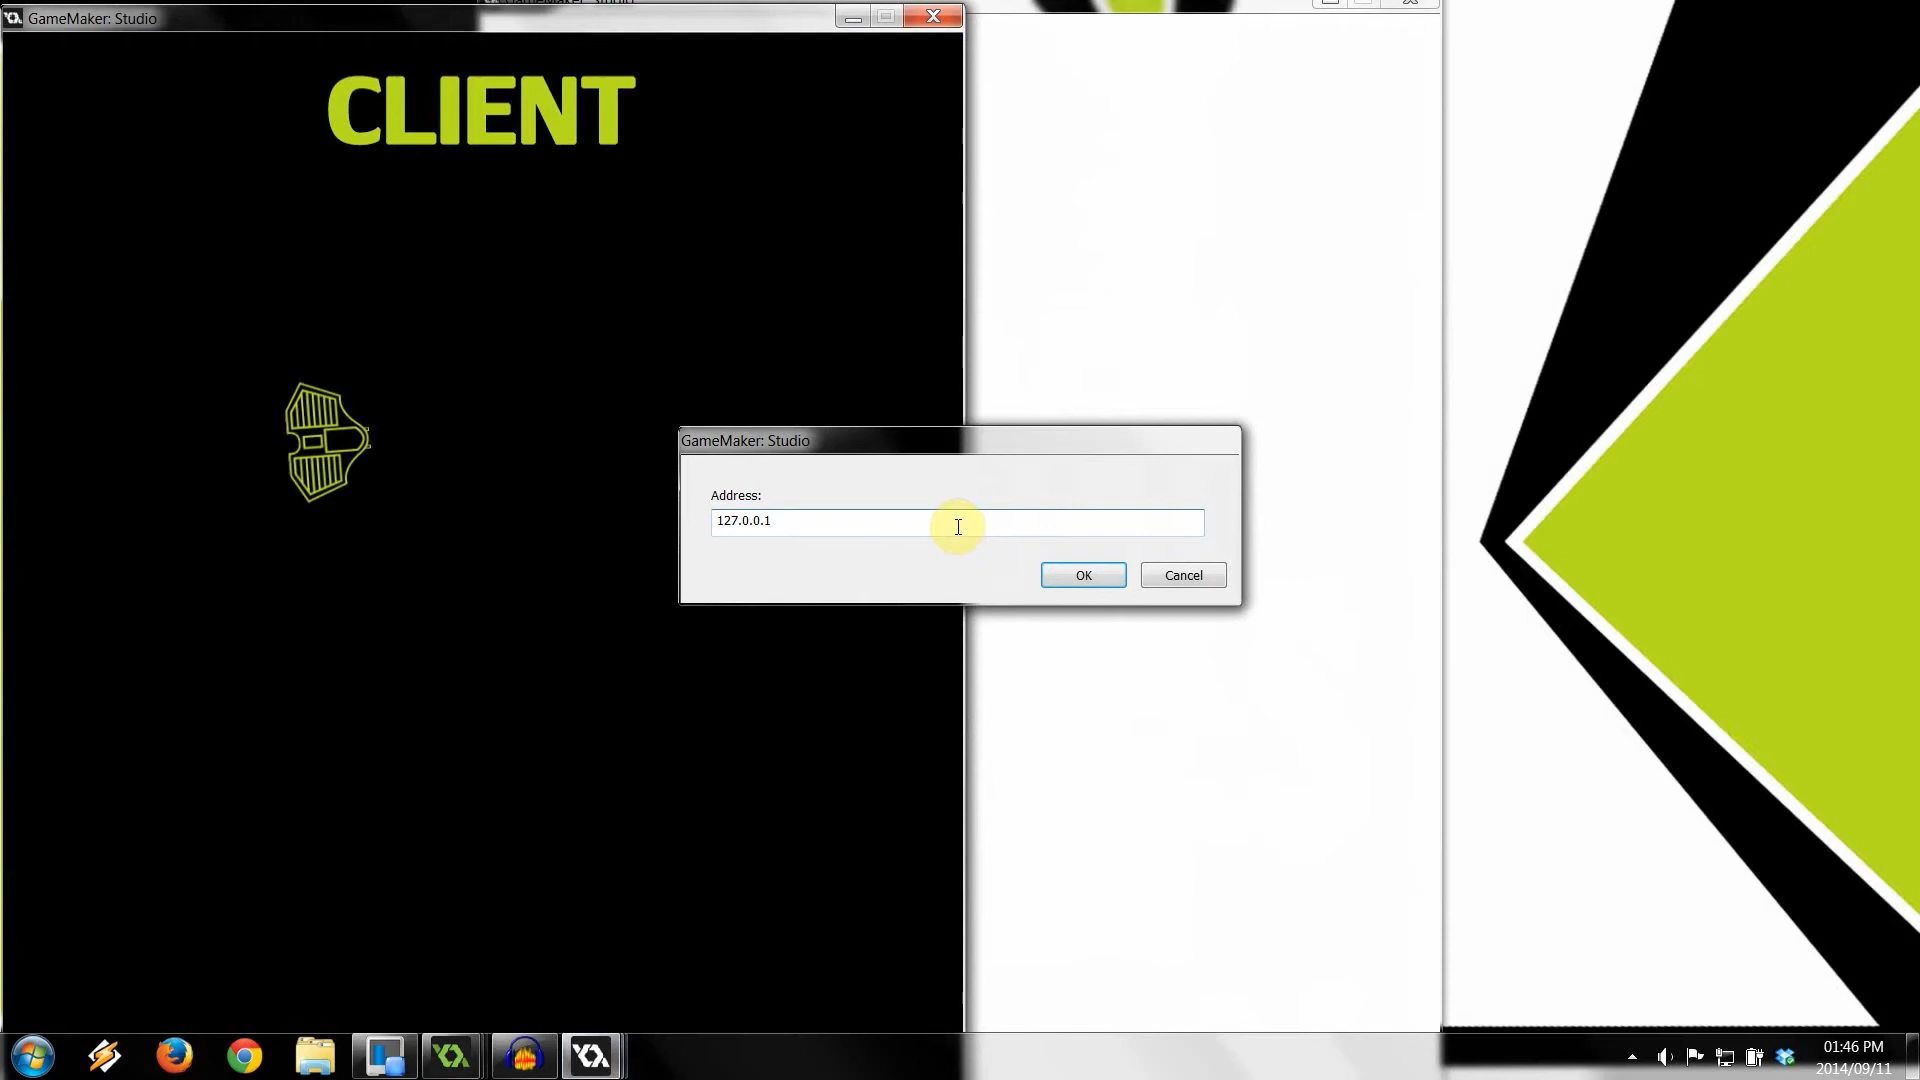 GameMaker: Studio
CLIENT
GameMaker: Studio
Address:
127.0.0.1
OK
Cancel
01:46 PM
2014/09/11